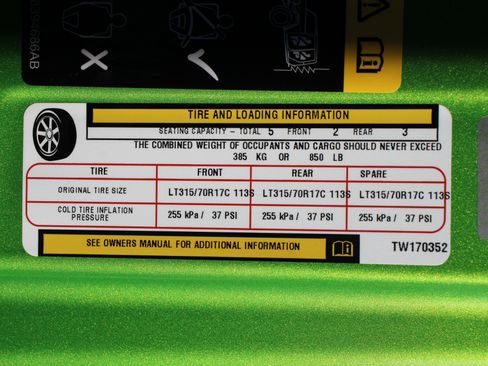 68394686AB
TIRE AND LOADING INFORMATION
SEATING CAPACITY – TOTAL 5 FRONT 2 REAR 3
THE COMBINED WEIGHT OF OCCUPANTS AND CARGO SHOULD NEVER EXCEED
385 KG OR 850 LB
TIRE FRONT REAR SPARE
ORIGINAL TIRE SIZE LT315/70R17C 113S LT315/70R17C 113S LT315/70R17C 113S
COLD TIRE INFLATION PRESSURE 255 kPa / 37 PSI 255 kPa / 37 PSI 255 kPa / 37 PSI
SEE OWNERS MANUAL FOR ADDITIONAL INFORMATION
TW170352